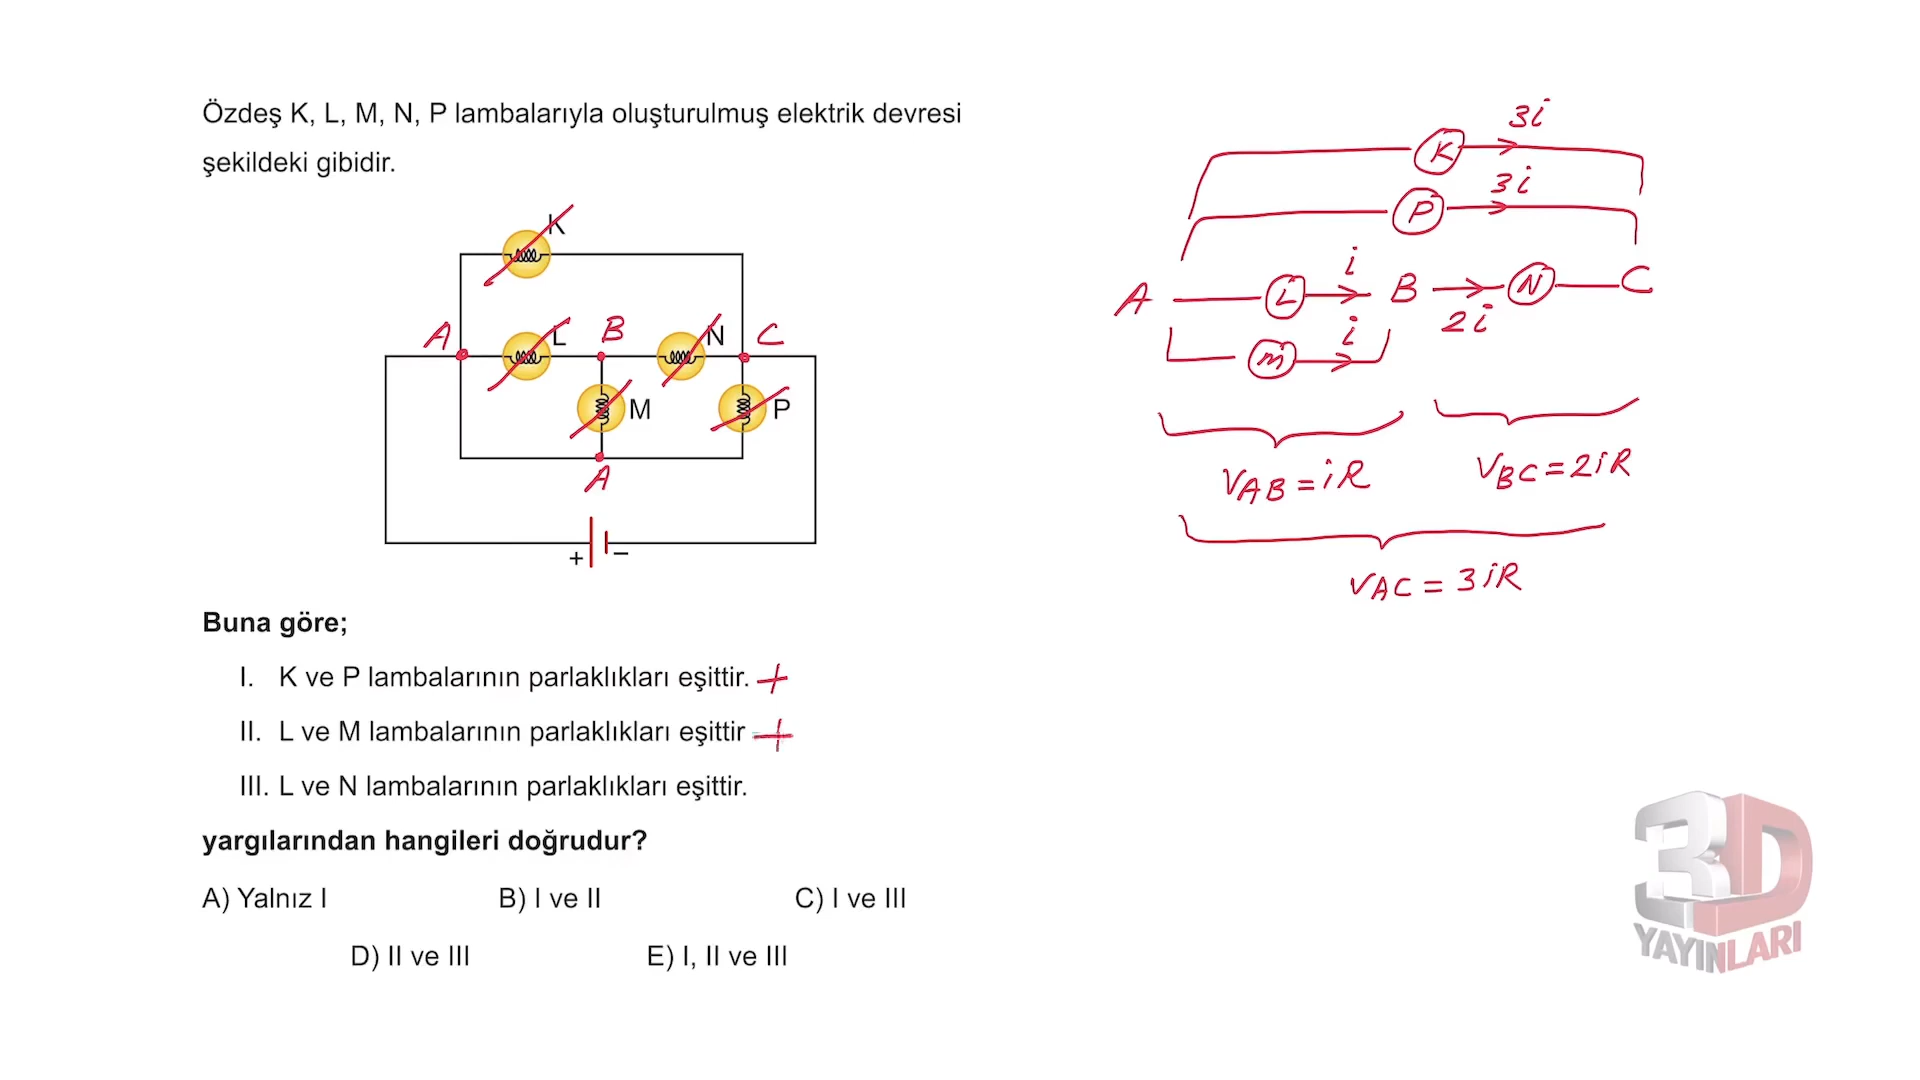 Özdeş K, L, M, N, P lambalarıyla oluşturulmuş elektrik devresi
şekildeki gibidir.
K
A
L
B
N
C
M
P
A
+
−
Buna göre;
I. K ve P lambalarının parlaklıkları eşittir. +
II. L ve M lambalarının parlaklıkları eşittir +
III. L ve N lambalarının parlaklıkları eşittir.
yargılarından hangileri doğrudur?
A) Yalnız I B) I ve II C) I ve III
D) II ve III E) I, II ve III
3i
K
3i
P
i
A L B N C
i 2i
m
VAB = iR VBC = 2iR
VAC = 3iR
3D
YAYINLARI